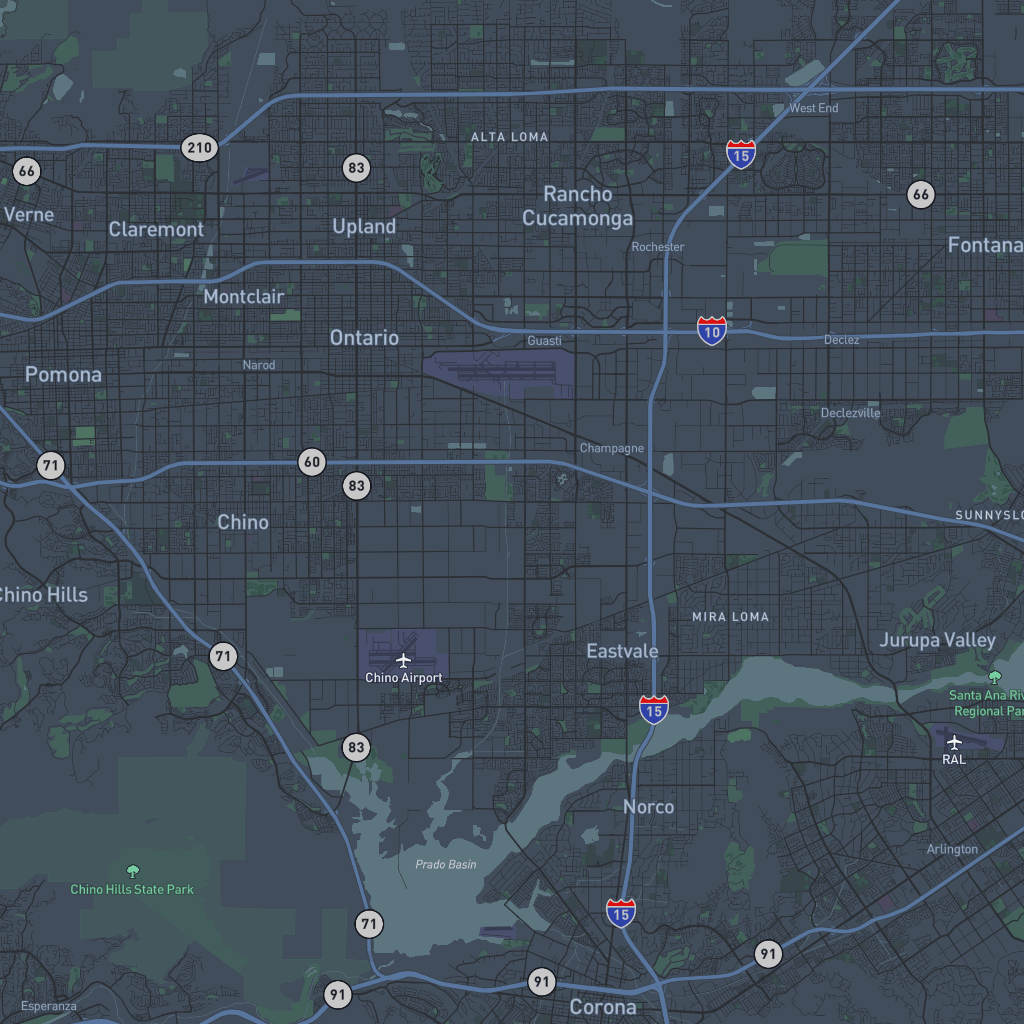 West End
ALTA LOMA
210
15
66
83
66
Rancho
Cucamonga
Verne
Claremont
Upland
Rochester
Fontana
Montclair
10
Ontario
Guasti
Declez
Narod
Pomona
Declezville
Champagne
71
60
83
SUNNYSLO
Chino
Chino Hills
MIRA LOMA
Jurupa Valley
Eastvale
71
Chino Airport
Santa Ana Riv
Regional Par
15
83
RAL
Norco
Arlington
Prado Basin
Chino Hills State Park
15
71
91
91
91
Esperanza
Corona